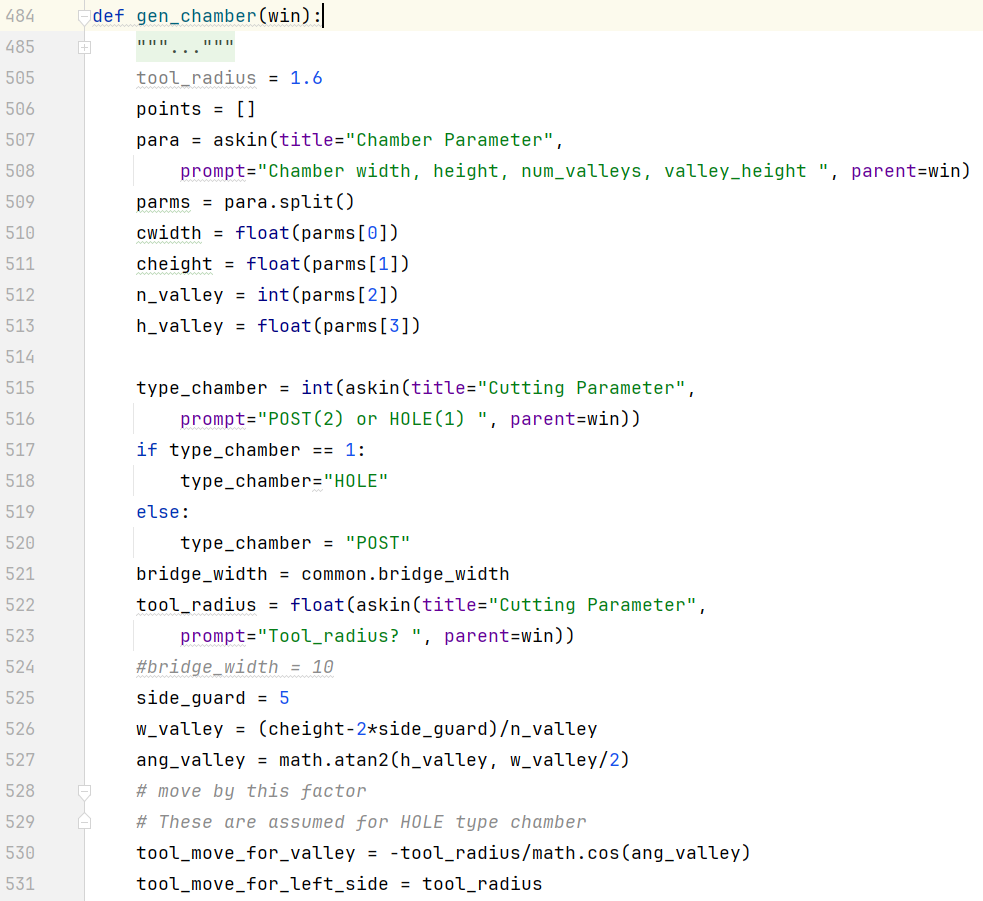 484 def gen_chamber(win):
485     """..."""
505     tool_radius = 1.6
506     points = []
507     para = askin(title="Chamber Parameter",
508         prompt="Chamber width, height, num_valleys, valley_height ", parent=win)
509     parms = para.split()
510     cwidth = float(parms[0])
511     cheight = float(parms[1])
512     n_valley = int(parms[2])
513     h_valley = float(parms[3])
514
515     type_chamber = int(askin(title="Cutting Parameter",
516         prompt="POST(2) or HOLE(1) ", parent=win))
517     if type_chamber == 1:
518         type_chamber="HOLE"
519     else:
520         type_chamber = "POST"
521     bridge_width = common.bridge_width
522     tool_radius = float(askin(title="Cutting Parameter",
523         prompt="Tool_radius? ", parent=win))
524     #bridge_width = 10
525     side_guard = 5
526     w_valley = (cheight-2*side_guard)/n_valley
527     ang_valley = math.atan2(h_valley, w_valley/2)
528     # move by this factor
529     # These are assumed for HOLE type chamber
530     tool_move_for_valley = -tool_radius/math.cos(ang_valley)
531     tool_move_for_left_side = tool_radius